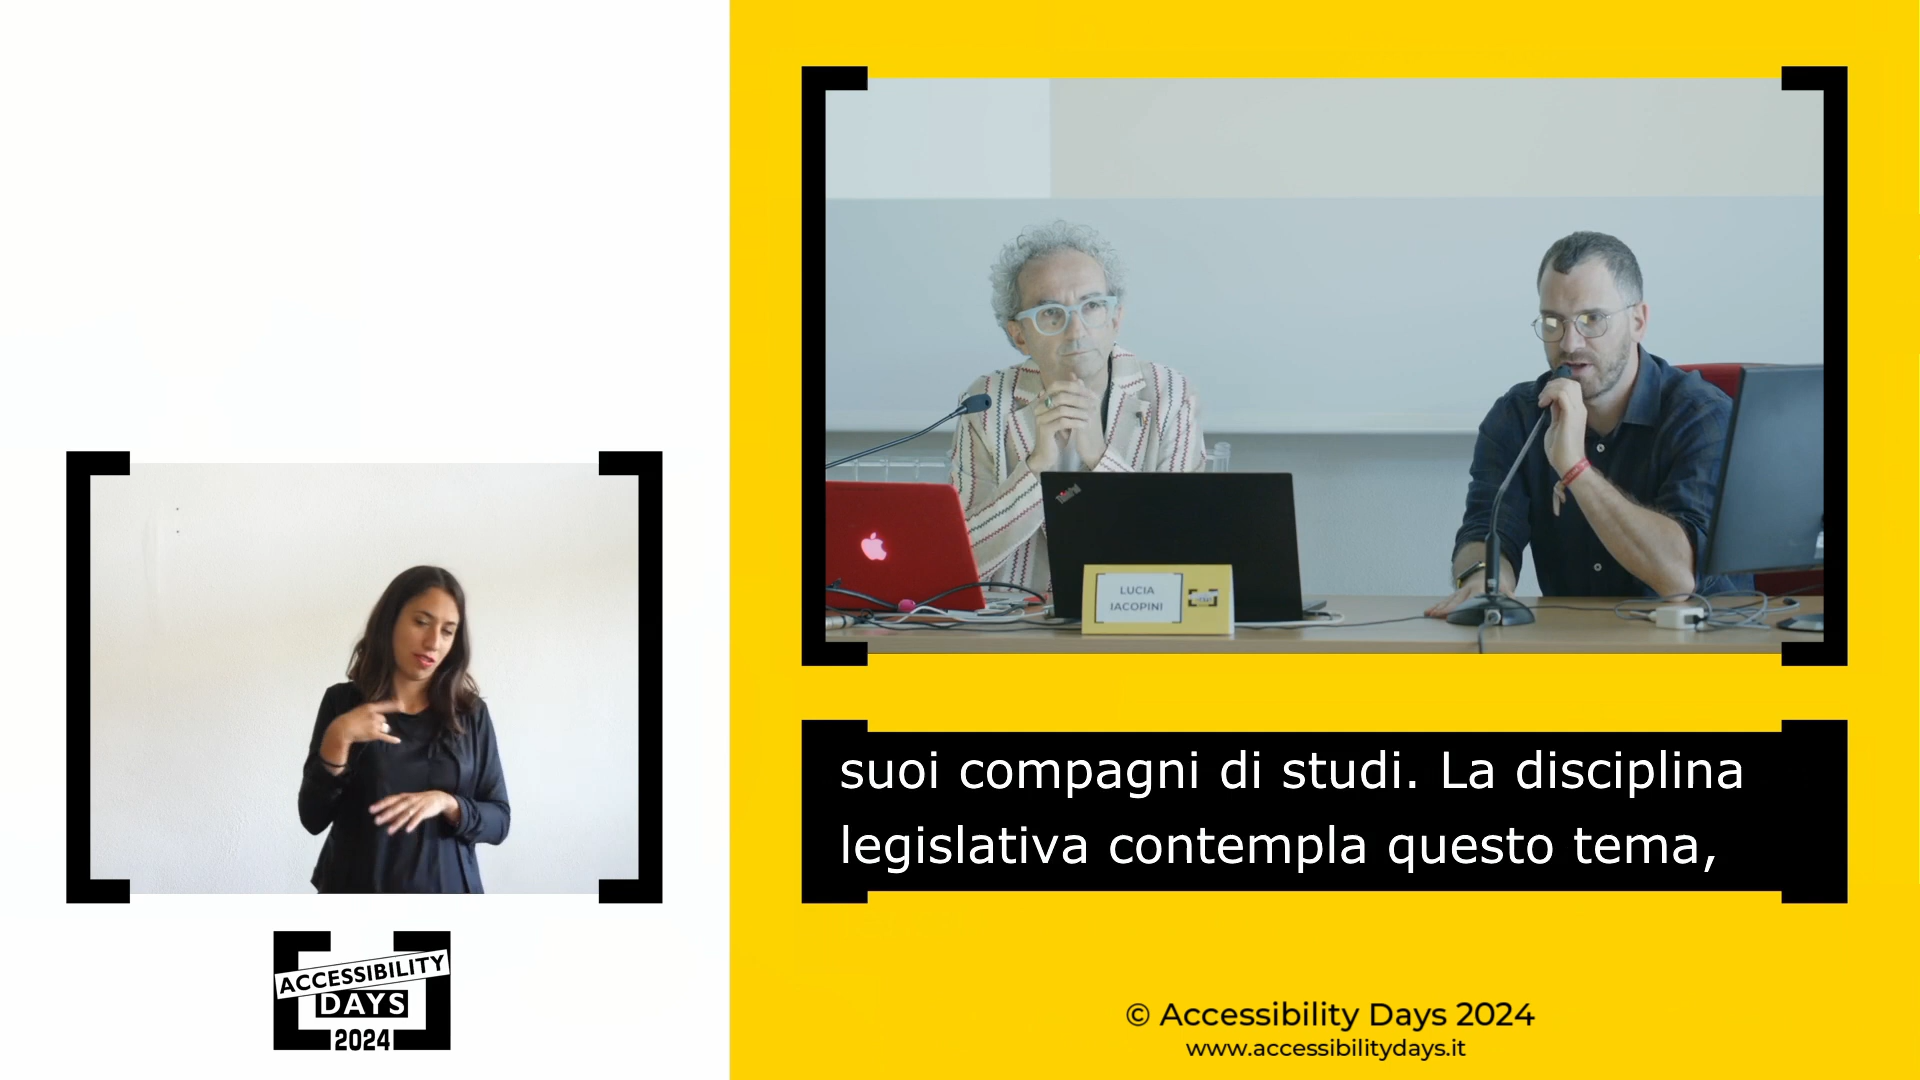 LUCIA
IACOPINI
suoi compagni di studi. La disciplina
legislativa contempla questo tema,
ACCESSIBILITY
DAYS
2024
© Accessibility Days 2024
www.accessibilitydays.it